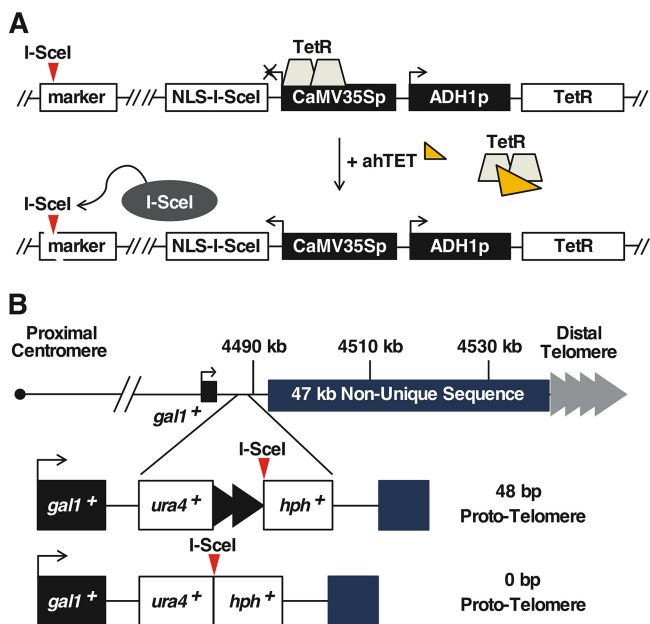 A
I-SceI
TetR
marker
NLS-I-SceI
CaMV35Sp
ADH1p
TetR
+ ahTET
TetR
I-SceI
I-SceI
marker
NLS-I-SceI
CaMV35Sp
ADH1p
TetR
B
Proximal
Centromere
4490 kb
4510 kb
4530 kb
Distal
Telomere
gal1+
47 kb Non-Unique Sequence
I-SceI
gal1+
ura4+
hph+
48 bp
Proto-Telomere
I-SceI
gal1+
ura4+
hph+
0 bp
Proto-Telomere